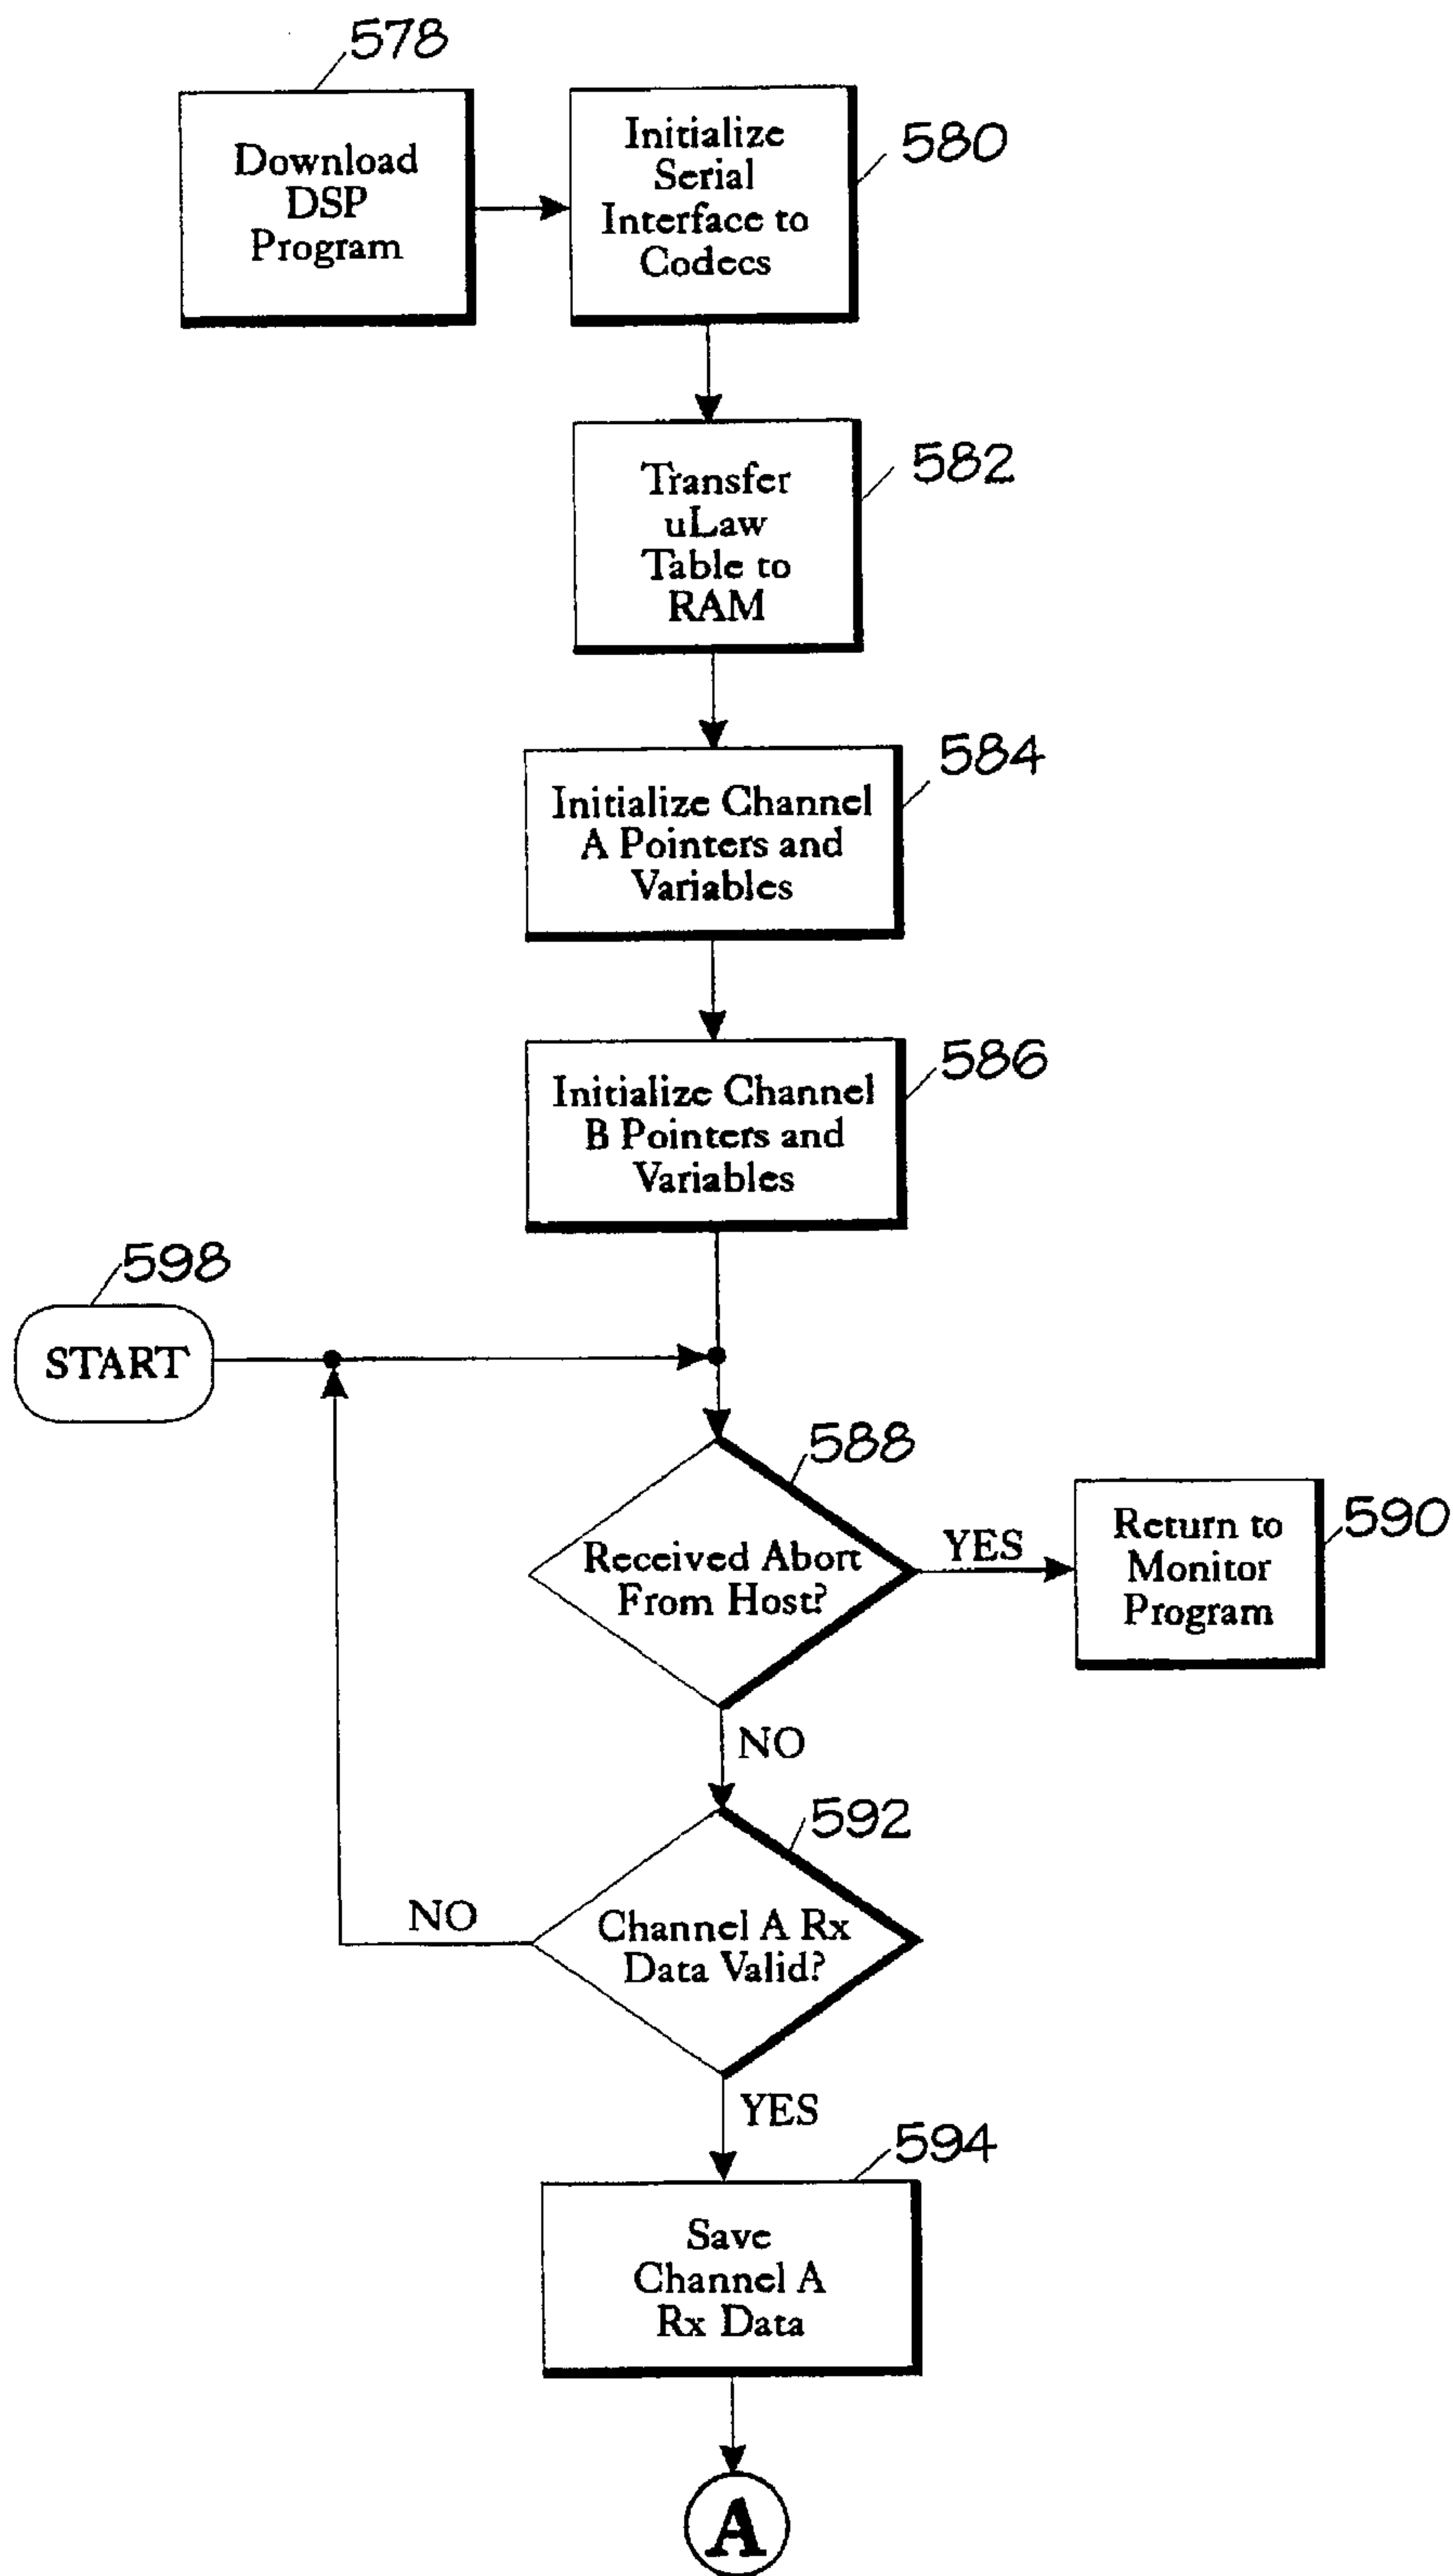 578
Download
DSP
Program
Initialize
Serial
Interface to
Codecs
580
Transfer
uLaw
Table to
RAM
582
Initialize Channel
A Pointers and
Variables
584
Initialize Channel
B Pointers and
Variables
586
598
START
588
Received Abort
From Host?
YES
Return to
Monitor
Program
590
NO
592
Channel A Rx
Data Valid?
NO
YES
594
Save
Channel A
Rx Data
A